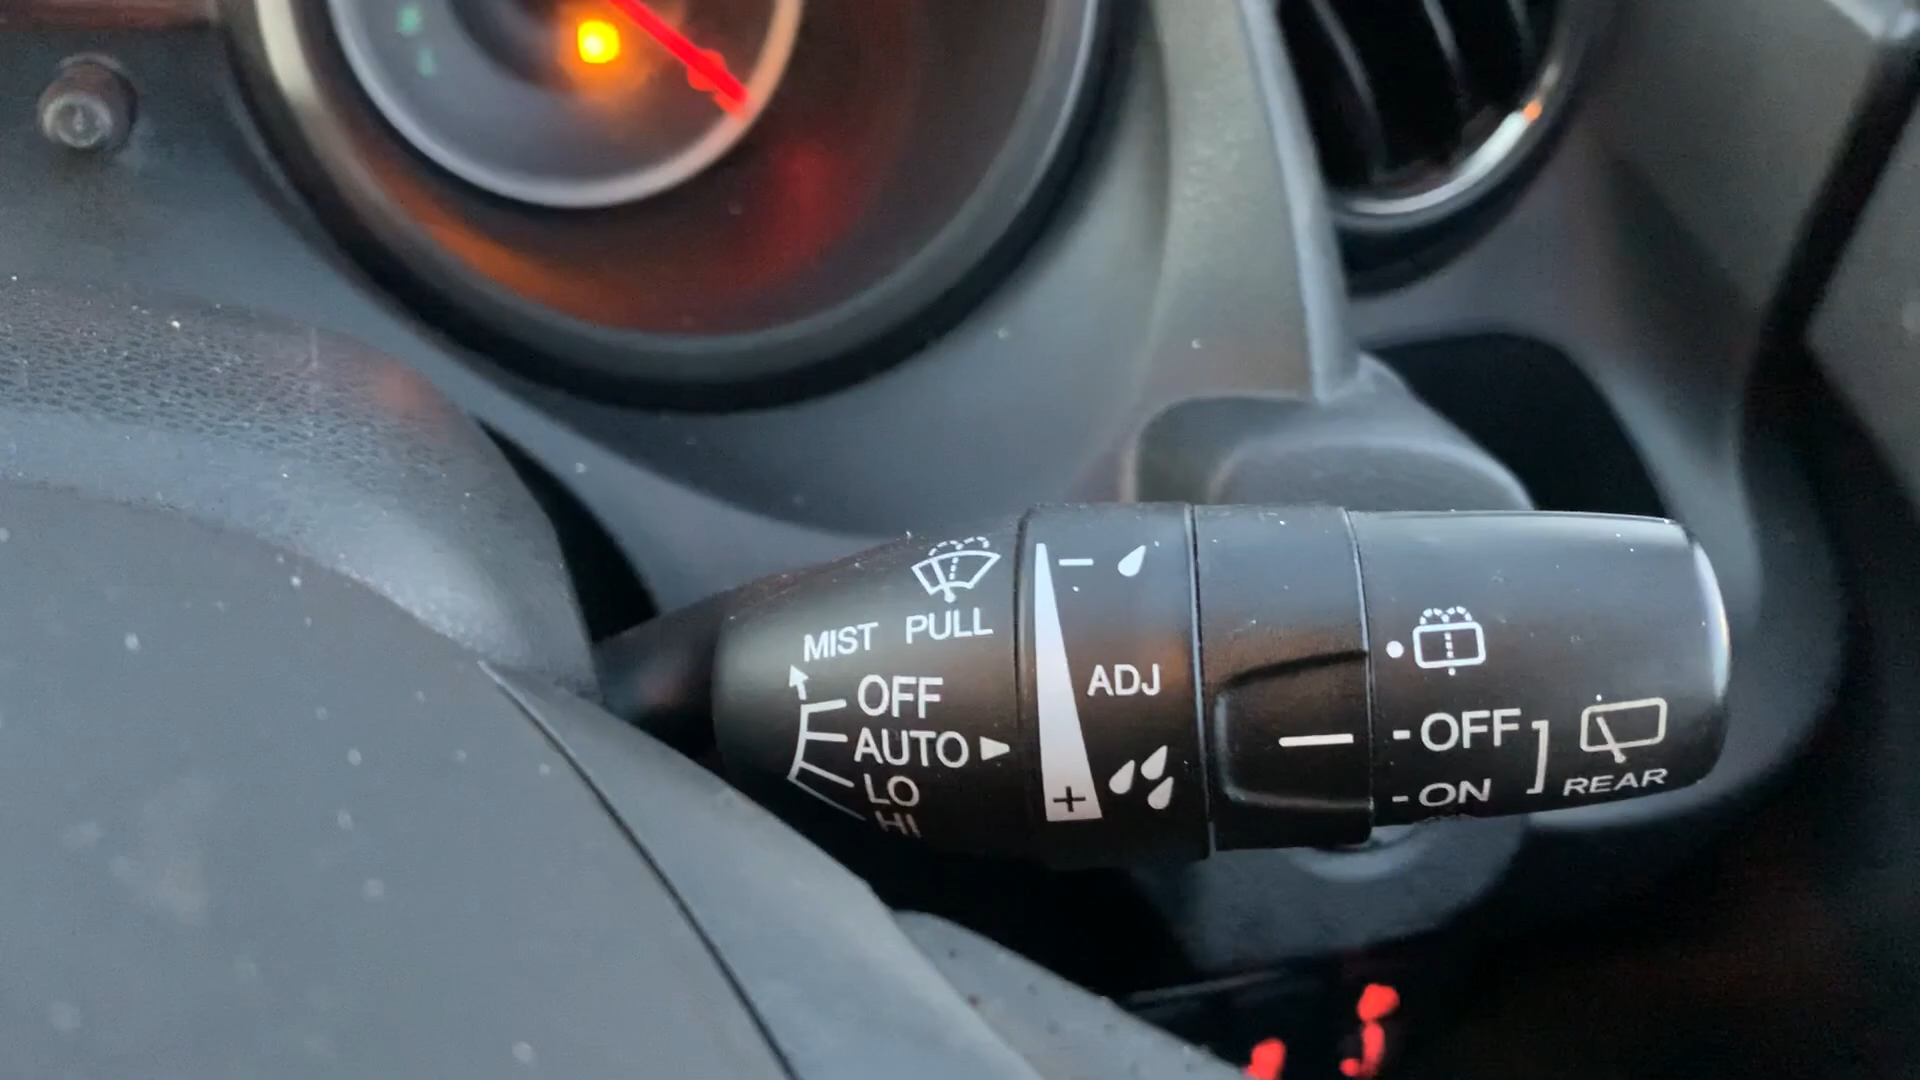 MIST PULL
OFF
AUTO
LO
HI
−
ADJ
+
-OFF
-ON
REAR